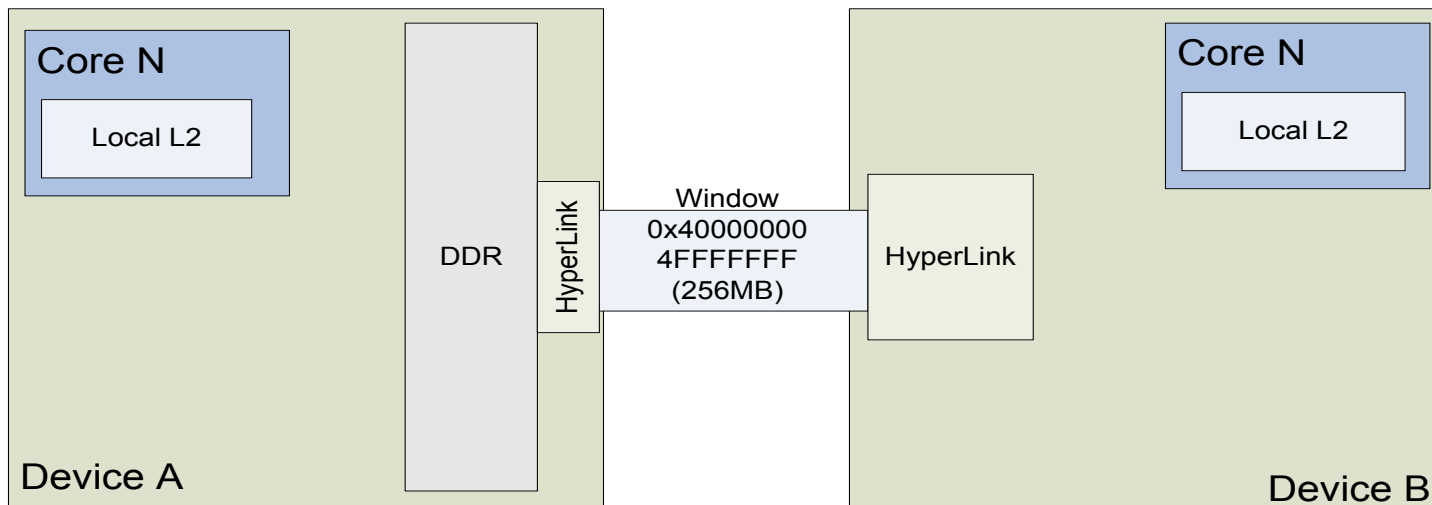 Core N
Local L2
DDR
HyperLink
Device A
Window
0x40000000
4FFFFFFF
(256MB)
HyperLink
Core N
Local L2
Device B